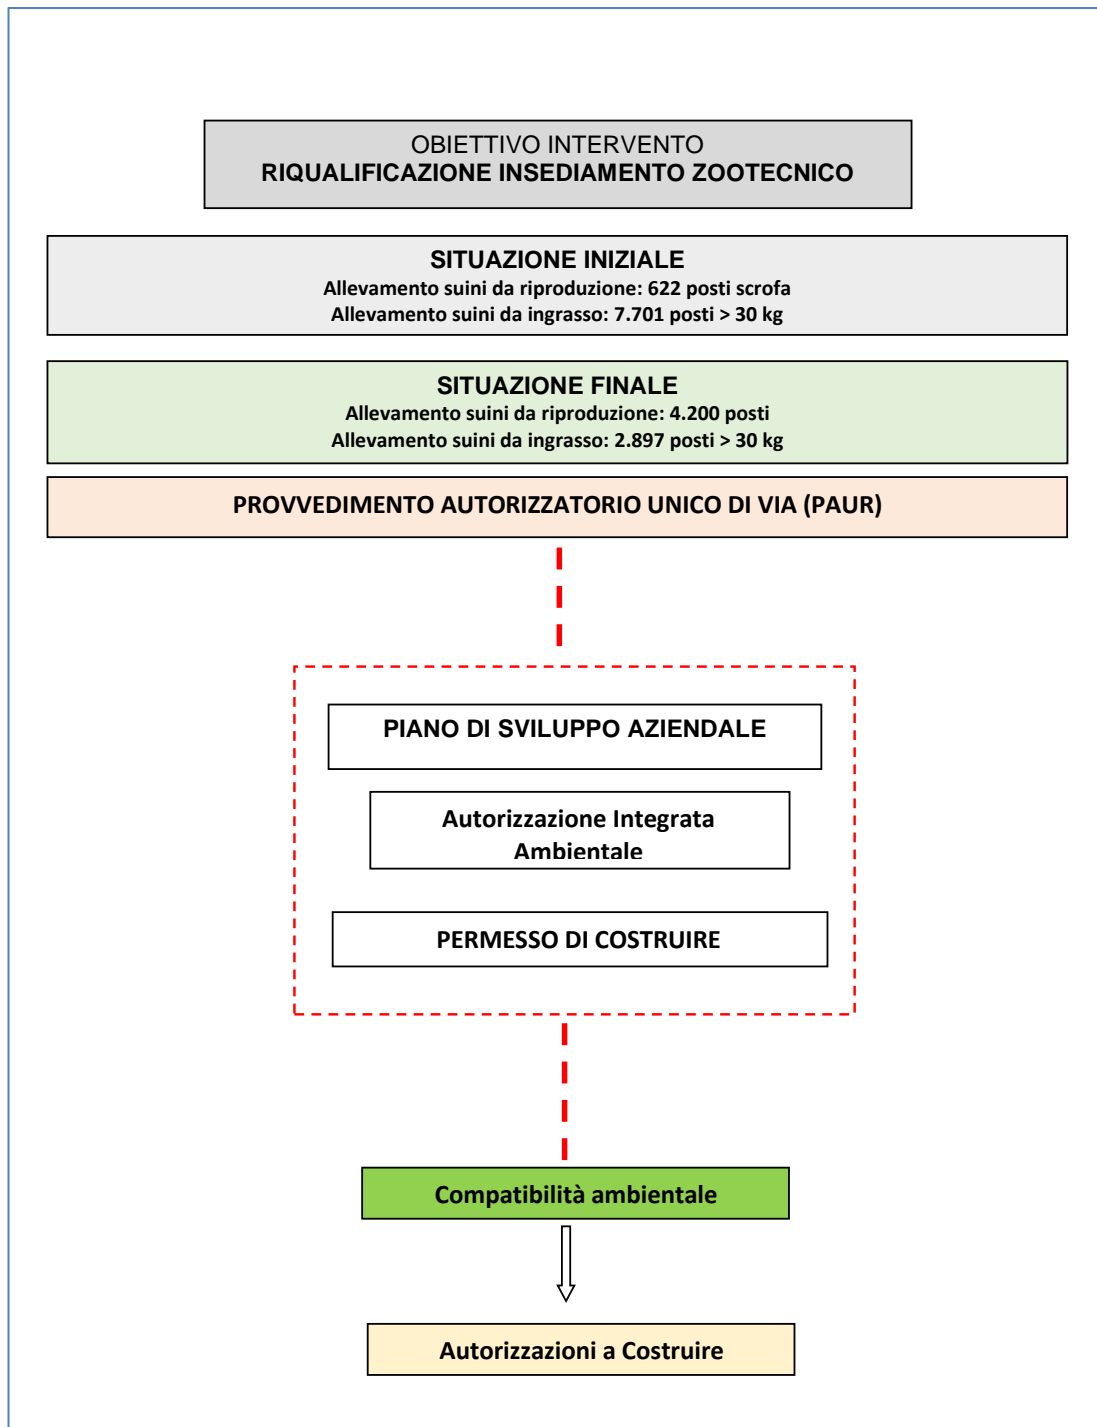 OBIETTIVO INTERVENTO
RIQUALIFICAZIONE INSEDIAMENTO ZOOTECNICO
SITUAZIONE INIZIALE
Allevamento suini da riproduzione: 622 posti scrofa
Allevamento suini da ingrasso: 7.701 posti > 30 kg
SITUAZIONE FINALE
Allevamento suini da riproduzione: 4.200 posti
Allevamento suini da ingrasso: 2.897 posti > 30 kg
PROVVEDIMENTO AUTORIZZATORIO UNICO DI VIA (PAUR)
PIANO DI SVILUPPO AZIENDALE
Autorizzazione Integrata
Ambientale
PERMESSO DI COSTRUIRE
Compatibilità ambientale
Autorizzazioni a Costruire